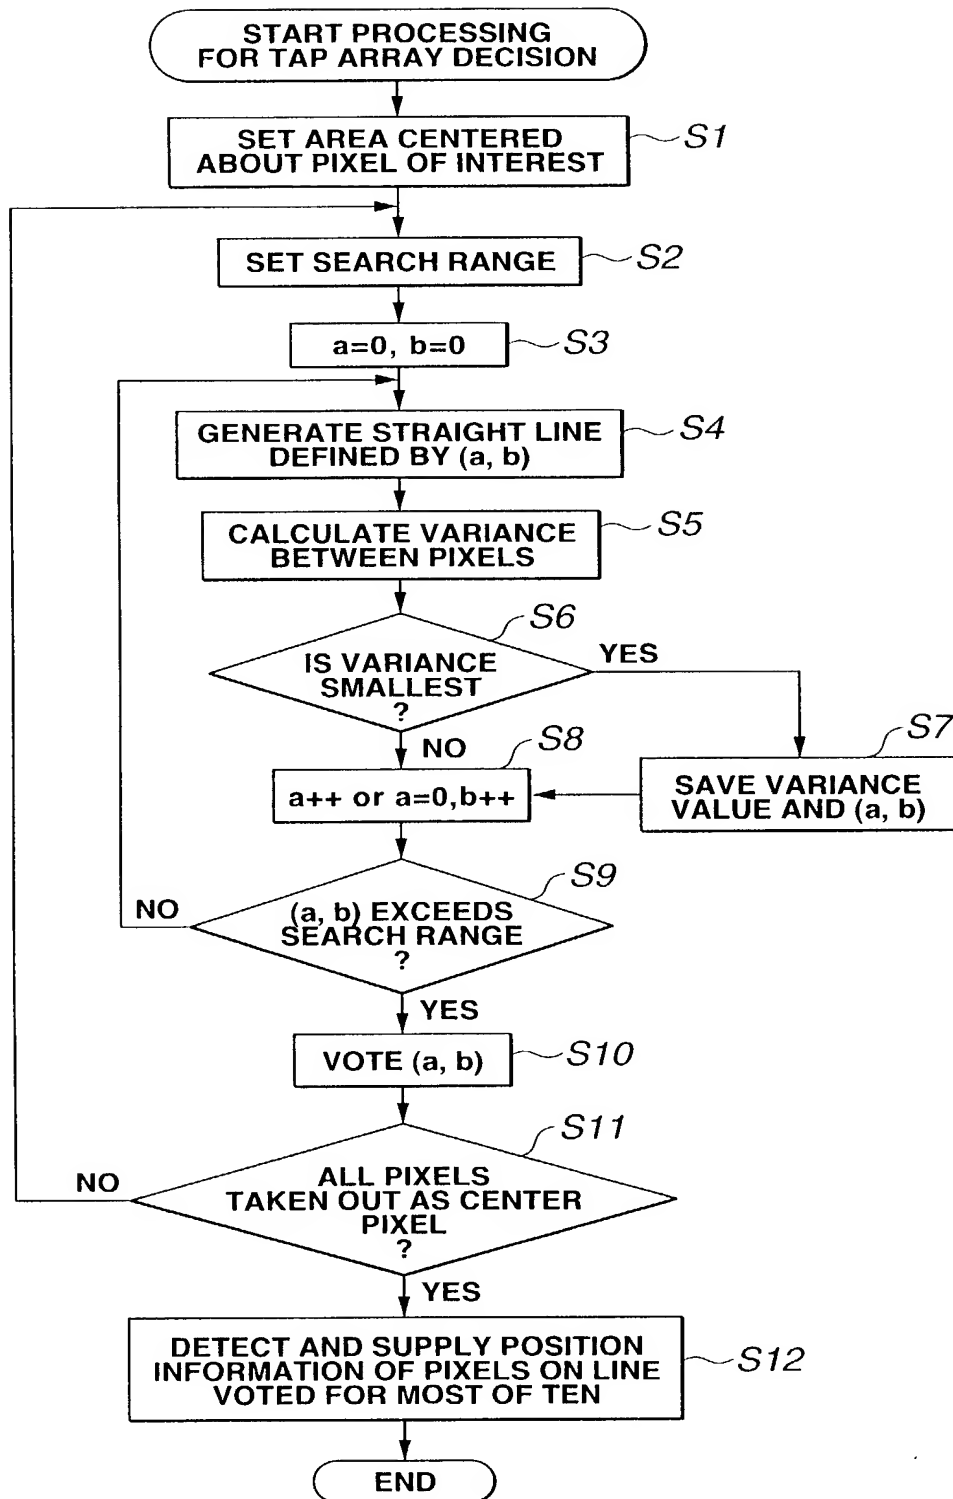 START PROCESSING
FOR TAP ARRAY DECISION
SET AREA CENTERED
ABOUT PIXEL OF INTEREST
S1
SET SEARCH RANGE
S2
a=0, b=0
S3
GENERATE STRAIGHT LINE
DEFINED BY (a, b)
S4
CALCULATE VARIANCE
BETWEEN PIXELS
S5
S6
IS VARIANCE
SMALLEST
?
YES
NO
S7
SAVE VARIANCE
VALUE AND (a, b)
S8
a++ or a=0,b++
S9
(a, b) EXCEEDS
SEARCH RANGE
?
NO
YES
VOTE (a, b)
S10
S11
ALL PIXELS
TAKEN OUT AS CENTER
PIXEL
?
NO
YES
DETECT AND SUPPLY POSITION
INFORMATION OF PIXELS ON LINE
VOTED FOR MOST OF TEN
S12
END